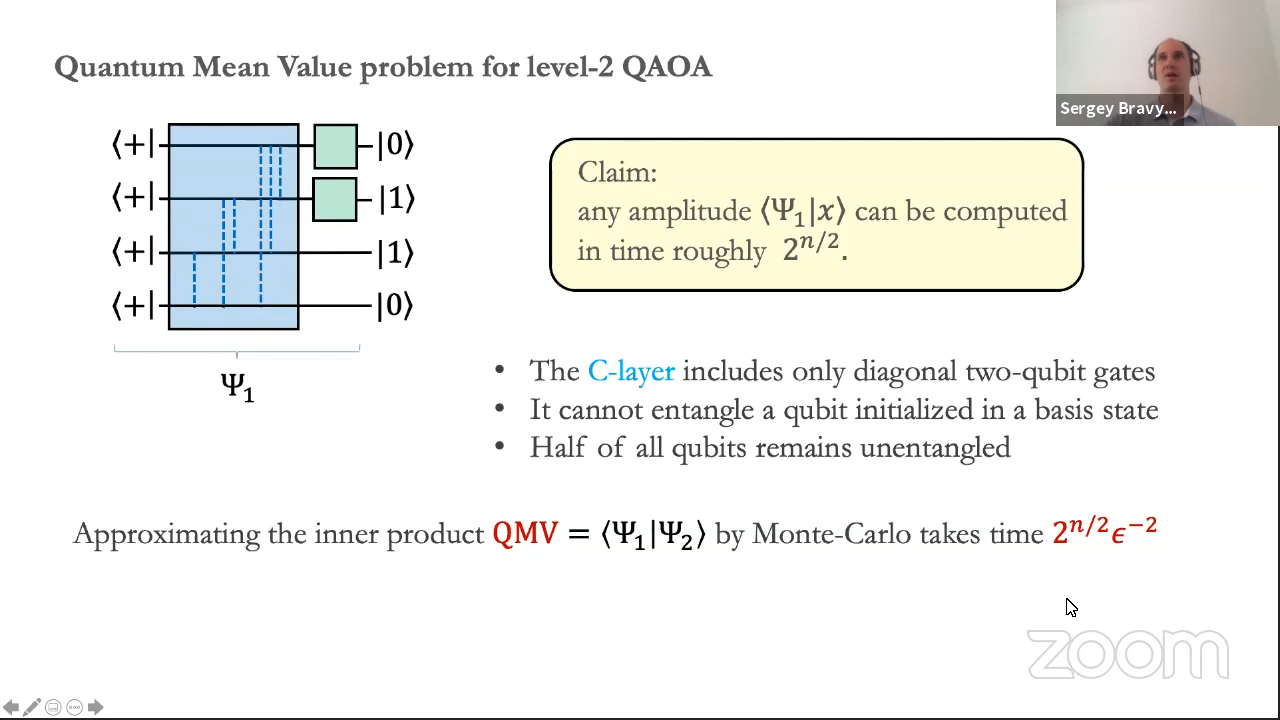 Quantum Mean Value problem for level-2 QAOA
Sergey Bravy...
⟨+| |0⟩
⟨+| |1⟩
⟨+| |1⟩
⟨+| |0⟩
Ψ₁
Claim:
any amplitude ⟨Ψ₁|x⟩ can be computed
in time roughly 2^{n/2}.
• The C-layer includes only diagonal two-qubit gates
• It cannot entangle a qubit initialized in a basis state
• Half of all qubits remains unentangled
Approximating the inner product QMV = ⟨Ψ₁|Ψ₂⟩ by Monte-Carlo takes time 2^{n/2}ϵ^{−2}
zoom